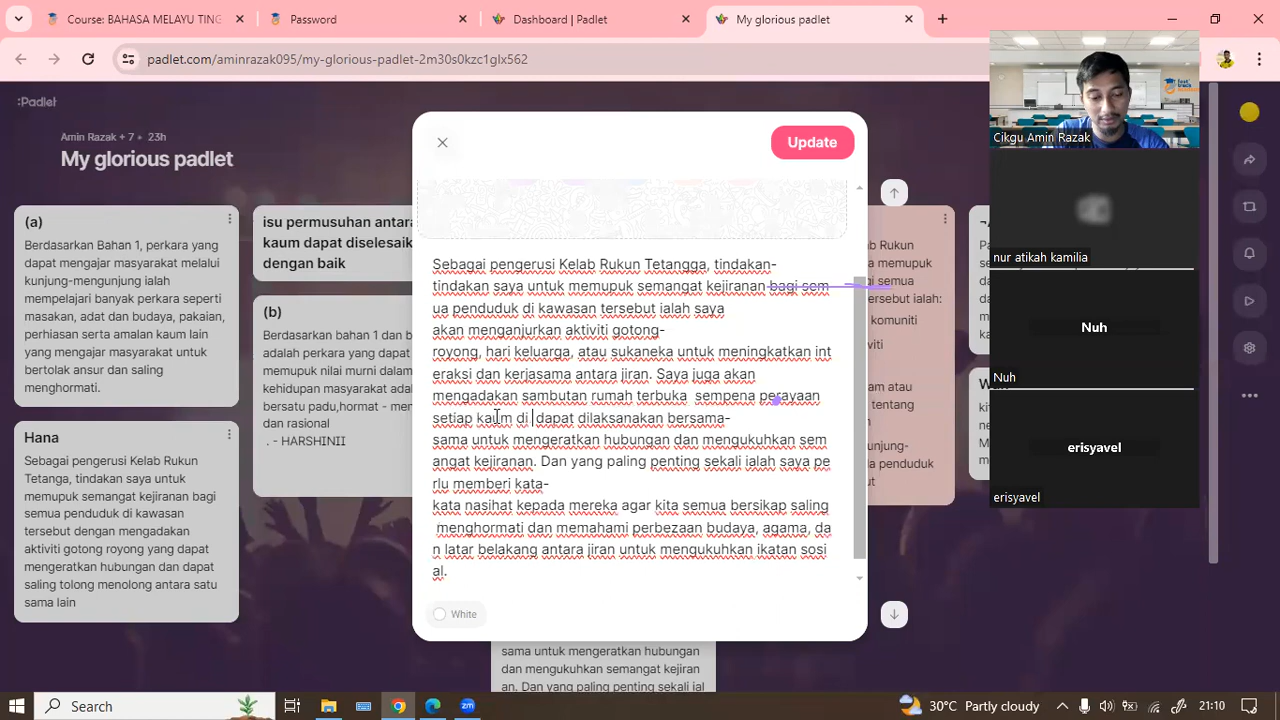 Course: BAHASA MELAYU TING
Password
Dashboard | Padlet
My glorious padlet
padlet.com/aminrazak095/my-glorious-padlet-2m30s0kzc1glx562
:Padlet
Amin Razak + 7 • 23h
My glorious padlet
(a)
Berdasarkan Bahan 1, perkara yang
dapat mengajar masyarakat melalui
kunjung-mengunjung ialah
mempelajari banyak perkara seperti
masakan, adat dan budaya, pakaian,
perhiasan serta amalan kaum lain
yang mengajar masyarakat untuk
bertolak ansur dan saling
menghormati.
Hana
Sebagai pengerusi Kelab Rukun
Tetangga, tindakan saya untuk
memupuk semangat kejiranan bagi
semua penduduk di kawasan
tersebut dengan mengadakan
aktiviti gotong royong yang dapat
mengeratkan hubungan dan dapat
saling tolong menolong antara satu
sama lain
isu permusuhan antara
kaum dapat diselesaik
dengan baik
(b)
Berdasarkan bahan 1 dan b
adalah perkara yang dapat
memupuk nilai murni dalam
kehidupan masyarakat adal
bersatu padu,hormat - men
dan rasional
. - HARSHINII
Update
Sebagai pengerusi Kelab Rukun Tetangga, tindakan-
tindakan saya untuk memupuk semangat kejiranan bagi sem
ua penduduk di kawasan tersebut ialah saya
akan menganjurkan aktiviti gotong-
royong, hari keluarga, atau sukaneka untuk meningkatkan int
eraksi dan kerjasama antara jiran. Saya juga akan
mengadakan sambutan rumah terbuka  sempena perayaan
setiap kaum di dapat dilaksanakan bersama-
sama untuk mengeratkan hubungan dan mengukuhkan sem
angat kejiranan. Dan yang paling penting sekali ialah saya pe
rlu memberi kata-
kata nasihat kepada mereka agar kita semua bersikap saling
menghormati dan memahami perbezaan budaya, agama, da
n latar belakang antara jiran untuk mengukuhkan ikatan sosi
al.
White
sama untuk mengeratkan hubungan
dan mengukuhkan semangat kejiran
an. Dan yang paling penting sekali ial
Rukun
memupuk
i semua
ersebut ialah:
komuniti
viti
am atau
unjung-
a penduduk
Cikgu Amin Razak
nur atikah kamilia
Nuh
Nuh
erisyavel
erisyavel
Search
30°C Partly cloudy
21:10